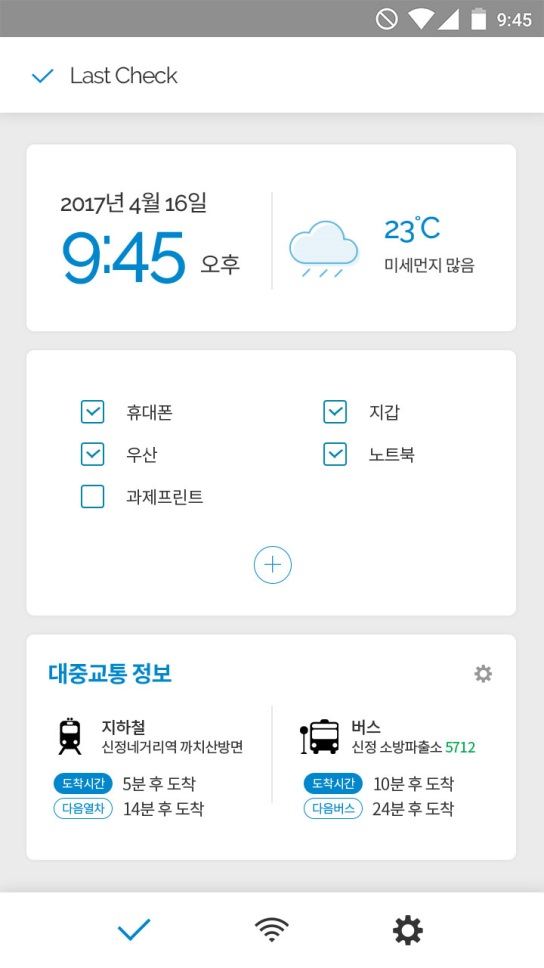 9:45
Last Check
2017년 4월 16일
9:45 오후
23°C
미세먼지 많음
휴대폰
지갑
우산
노트북
과제프린트
대중교통 정보
지하철
신정네거리역 까치산방면
도착시간 5분 후 도착
다음열차 14분 후 도착
버스
신정 소방파출소 5712
도착시간 10분 후 도착
다음버스 24분 후 도착